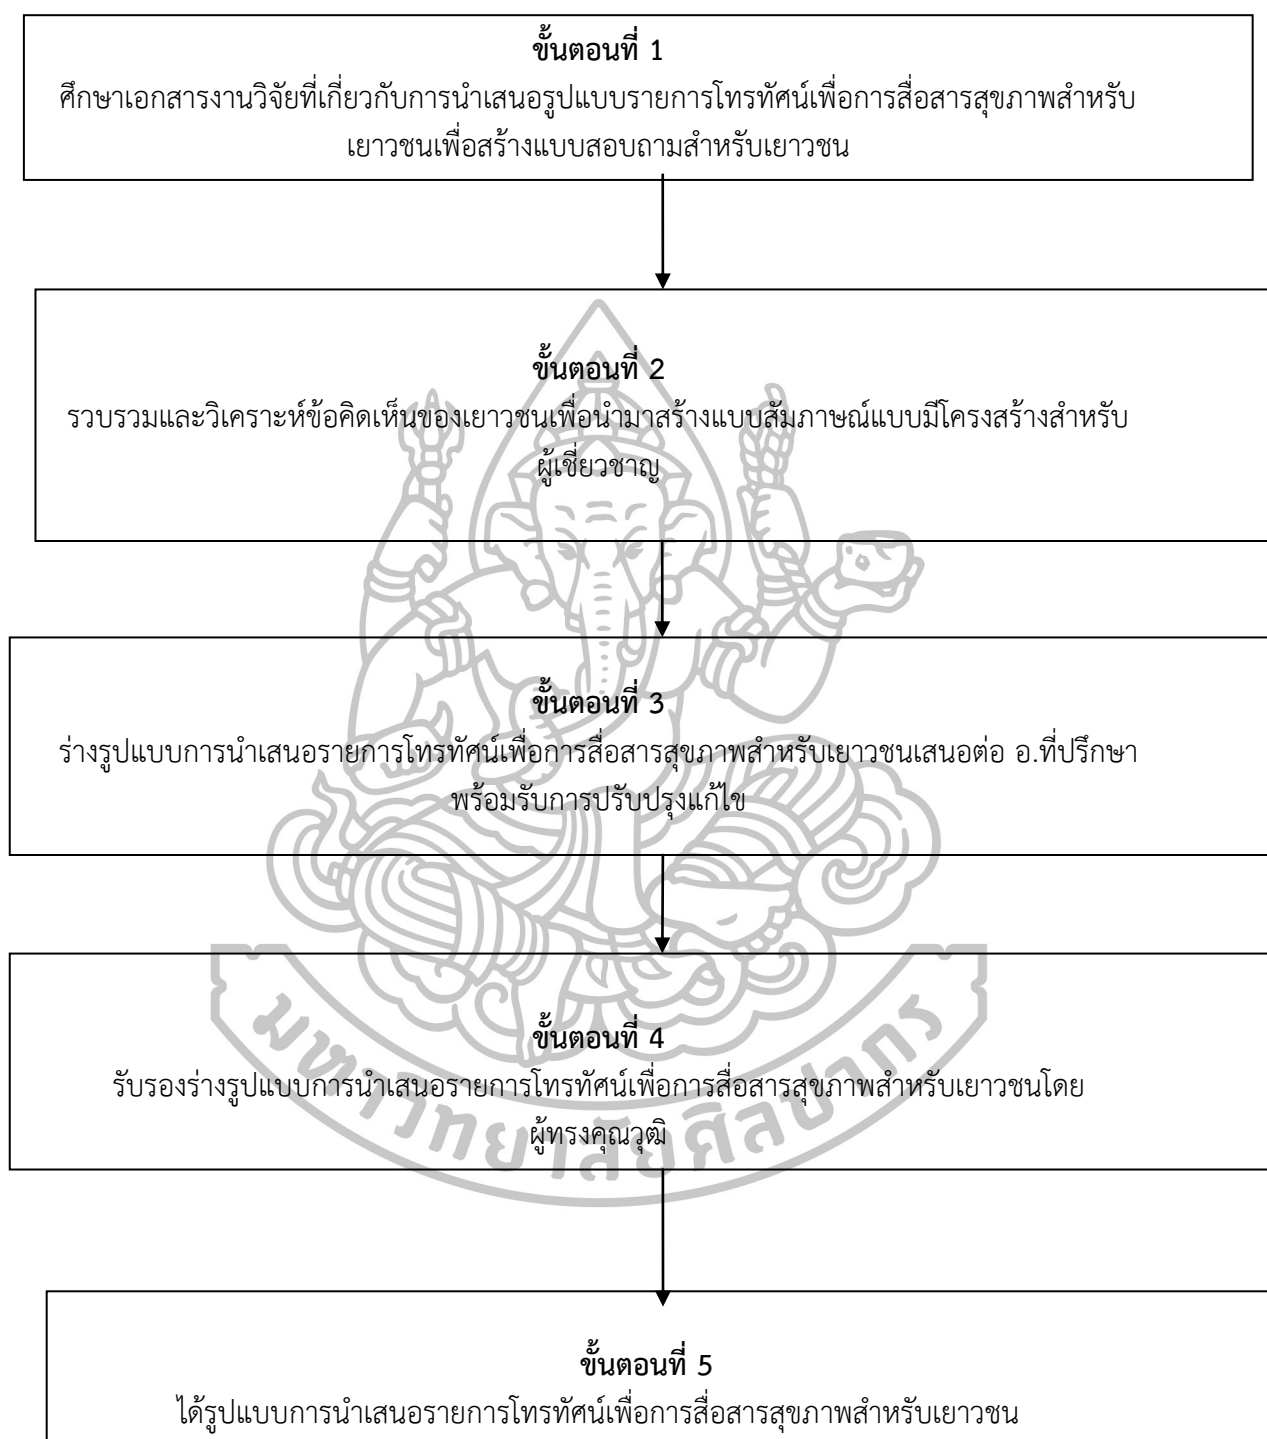 ขั้นตอนที่ 1
ศึกษาเอกสารงานวิจัยที่เกี่ยวกับการนำเสนอรูปแบบรายการโทรทัศน์เพื่อการสื่อสารสุขภาพสำหรับ
เยาวชนเพื่อสร้างแบบสอบถามสำหรับเยาวชน
ขั้นตอนที่ 2
รวบรวมและวิเคราะห์ข้อคิดเห็นของเยาวชนเพื่อนำมาสร้างแบบสัมภาษณ์แบบมีโครงสร้างสำหรับ
ผู้เชี่ยวชาญ
ขั้นตอนที่ 3
ร่างรูปแบบการนำเสนอรายการโทรทัศน์เพื่อการสื่อสารสุขภาพสำหรับเยาวชนเสนอต่อ อ.ที่ปรึกษา
พร้อมรับการปรับปรุงแก้ไข
ขั้นตอนที่ 4
รับรองร่างรูปแบบการนำเสนอรายการโทรทัศน์เพื่อการสื่อสารสุขภาพสำหรับเยาวชนโดย
ผู้ทรงคุณวุฒิ
มหาวิทยาลัยศิลปากร
ขั้นตอนที่ 5
ได้รูปแบบการนำเสนอรายการโทรทัศน์เพื่อการสื่อสารสุขภาพสำหรับเยาวชน